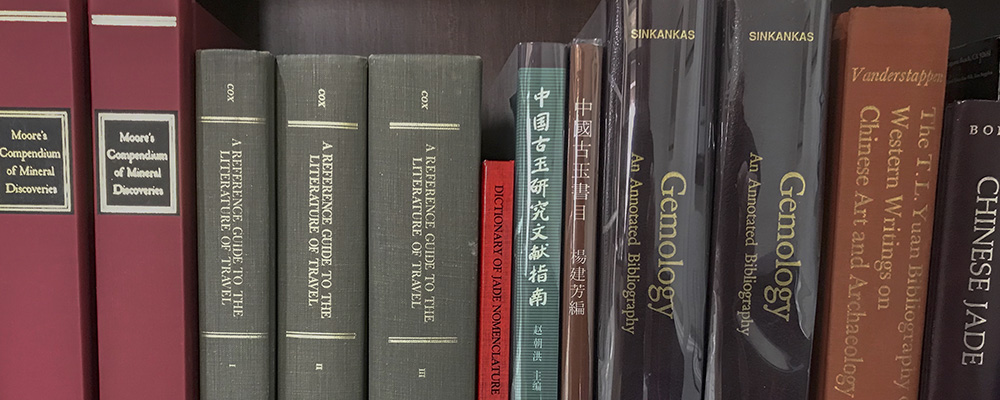 Moore's
Compendium
of Mineral
Discoveries
Moore's
Compendium
of Mineral
Discoveries
COX
A REFERENCE GUIDE TO THE
LITERATURE OF TRAVEL
I
COX
A REFERENCE GUIDE TO THE
LITERATURE OF TRAVEL
II
COX
A REFERENCE GUIDE TO THE
LITERATURE OF TRAVEL
III
DICTIONARY OF JADE NOMENCLATURE
中国古玉研究文献指南
赵朝洪 主编
中國古玉書目
楊建芳編
SINKANKAS
Gemology
An Annotated Bibliography
SINKANKAS
Gemology
An Annotated Bibliography
Vanderstappen
The T. L. Yuan Bibliography of
Western Writings on
Chinese Art and Archaeology
CHINESE JADE